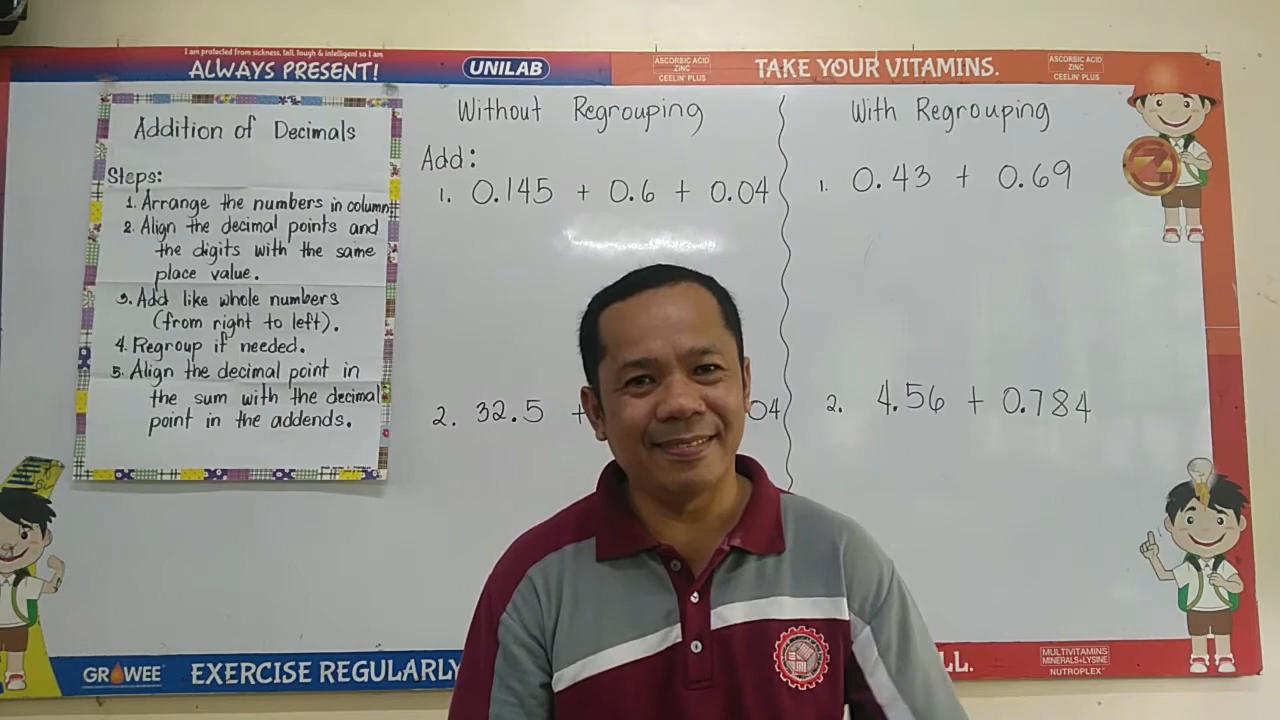 I am protected from sickness, tall, tough & intelligent so I am
ALWAYS PRESENT!
UNILAB
ASCORBIC ACID
ZINC
CEELIN PLUS
TAKE YOUR VITAMINS.
ASCORBIC ACID
ZINC
CEELIN PLUS
Addition of Decimals
Steps:
1. Arrange the numbers in column
2. Align the decimal points and
the digits with the same
place value.
3. Add like whole numbers
(from right to left).
4. Regroup if needed.
5. Align the decimal point in
the sum with the decimal
point in the addends.
Without Regrouping
Add:
1. 0.145 + 0.6 + 0.04
2. 32.5 + 04
With Regrouping
1. 0.43 + 0.69
2. 4.56 + 0.784
GROWEE
EXERCISE REGULARLY
LL.
MULTIVITAMINS
MINERALS+LYSINE
NUTROPLEX